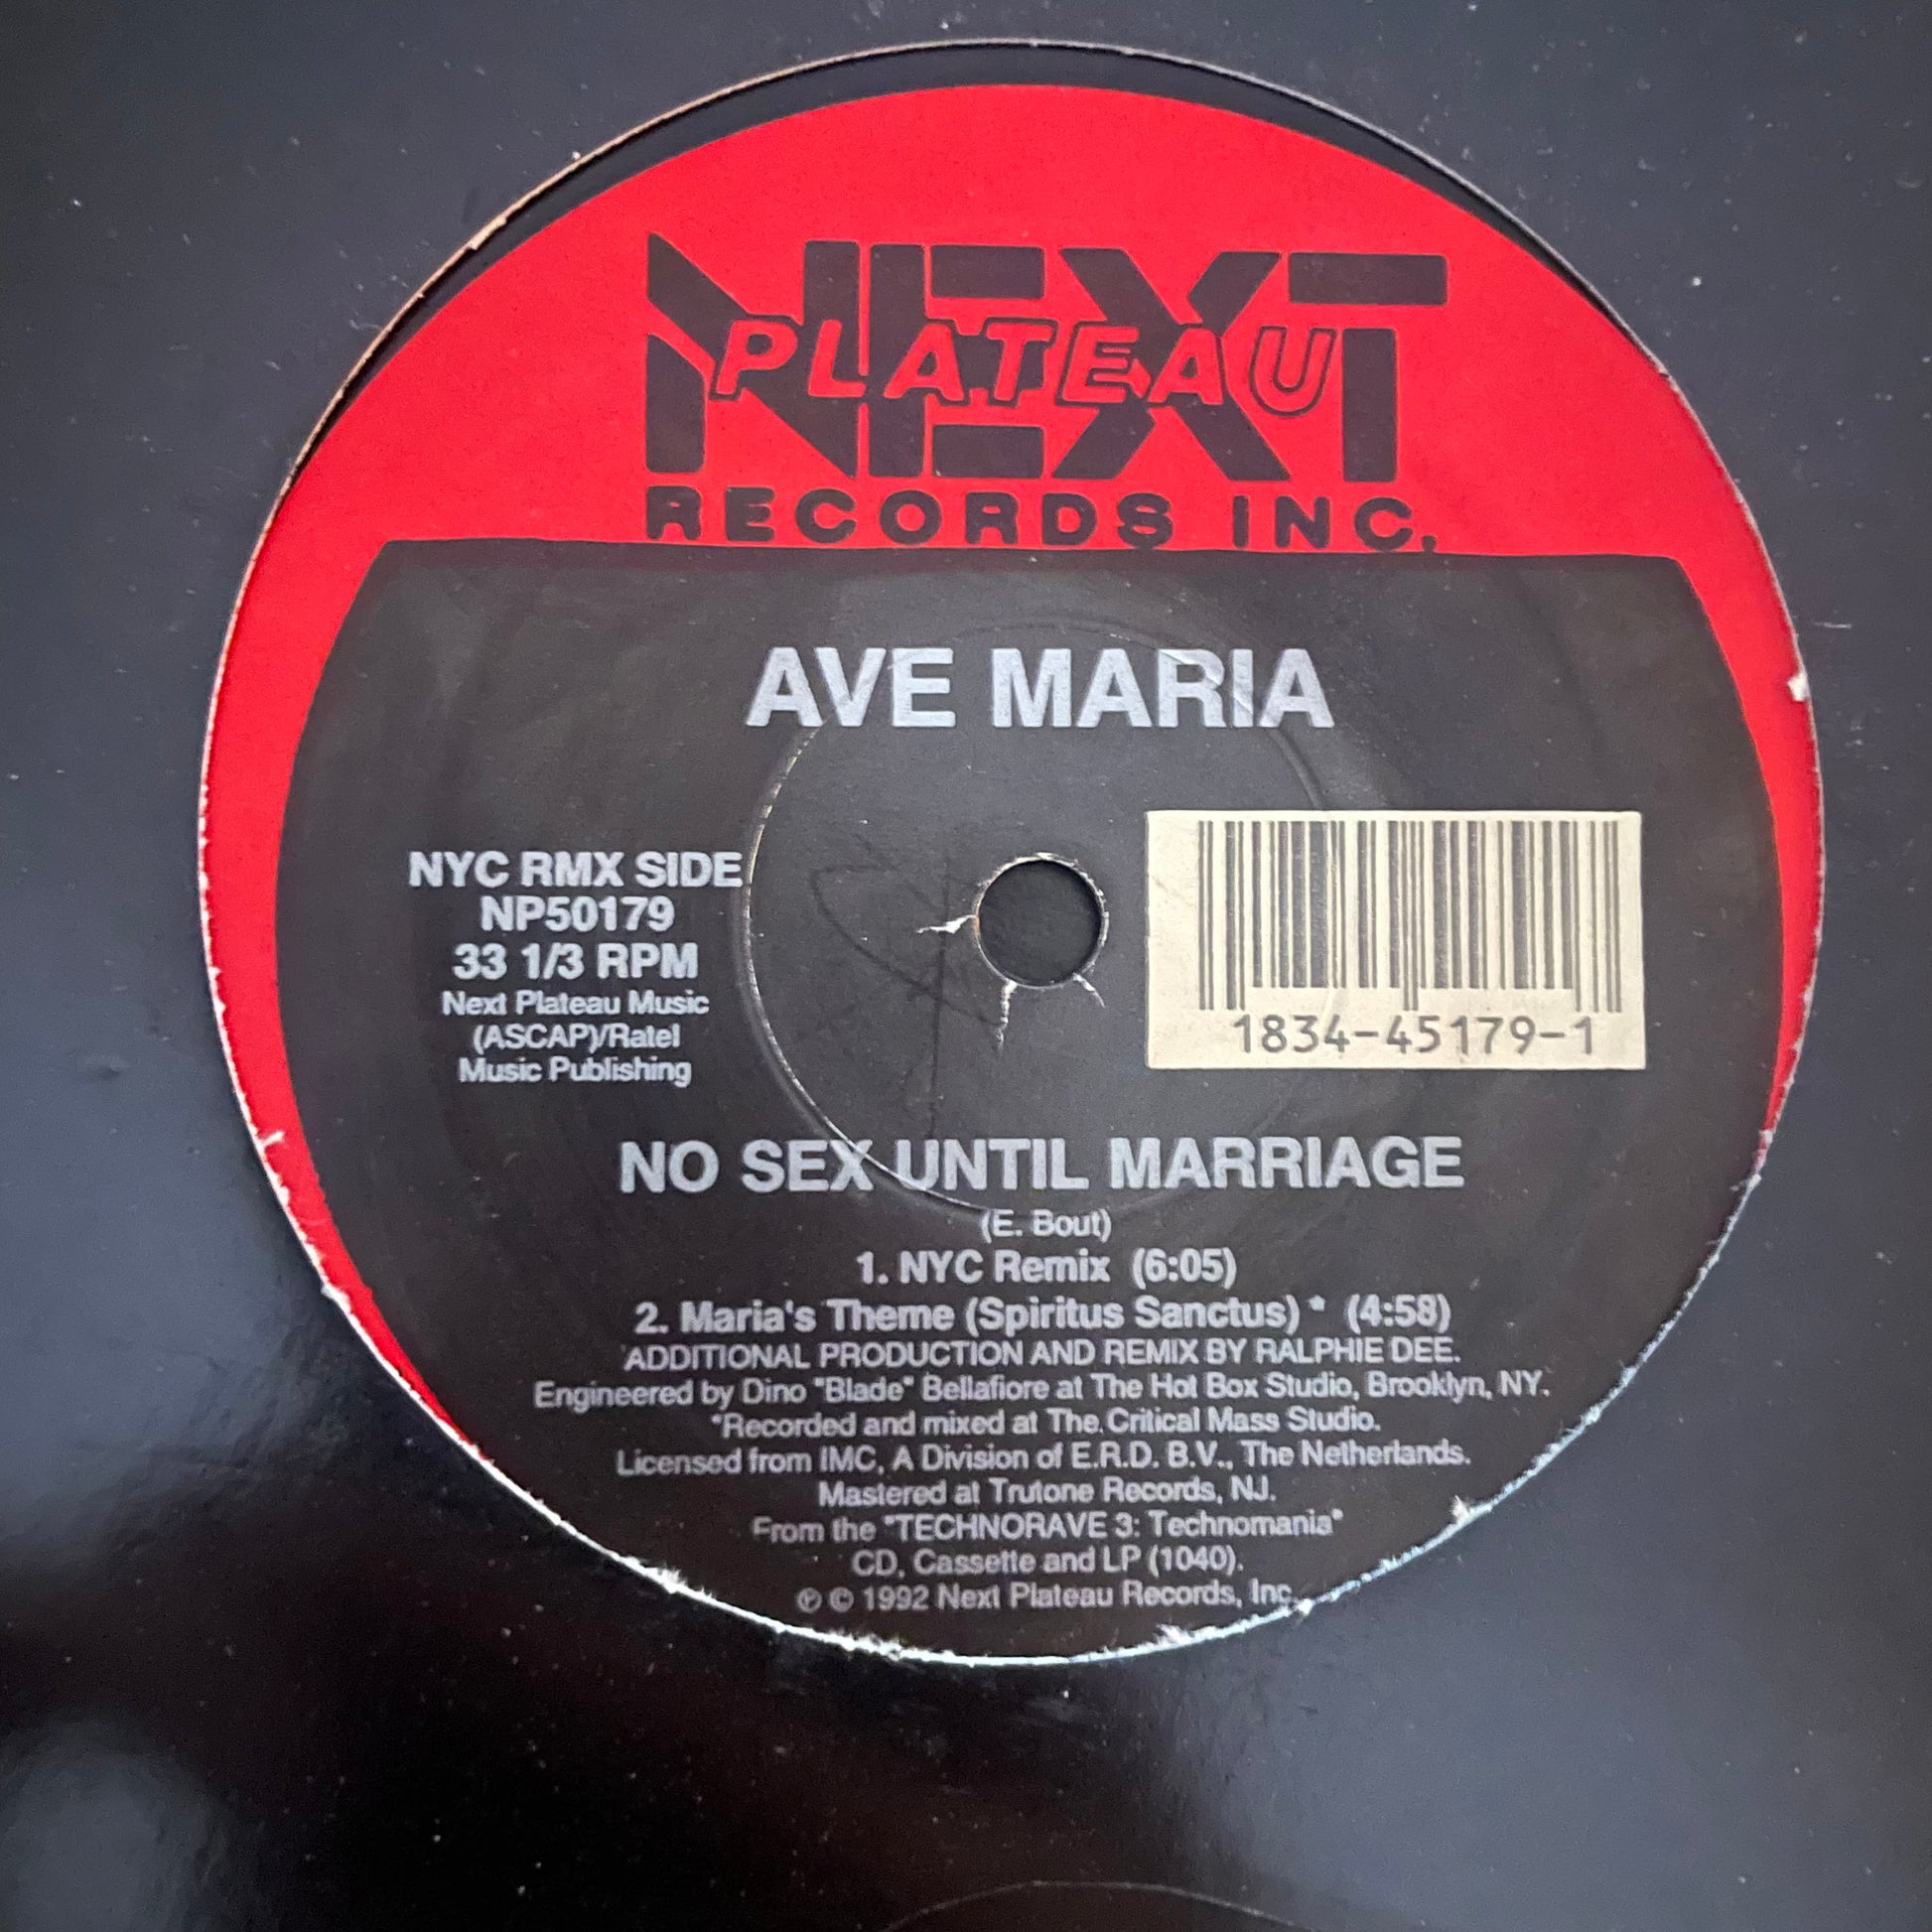 NEXT
PLATEAU
RECORDS INC.
AVE MARIA
NYC RMX SIDE
NP50179
33 1/3 RPM
Next Plateau Music
(ASCAP)/Ratel
Music Publishing
1834-45179-1
NO SEX UNTIL MARRIAGE
(E. Bout)
1. NYC Remix (6:05)
2. Maria's Theme (Spiritus Sanctus) * (4:58)
ADDITIONAL PRODUCTION AND REMIX BY RALPHIE DEE.
Engineered by Dino "Blade" Bellafiore at The Hot Box Studio, Brooklyn, NY.
*Recorded and mixed at The Critical Mass Studio.
Licensed from IMC, A Division of E.R.D. B.V., The Netherlands.
Mastered at Trutone Records, NJ.
From the "TECHNORAVE 3: Technomania"
CD, Cassette and LP (1040).
℗ © 1992 Next Plateau Records, Inc.